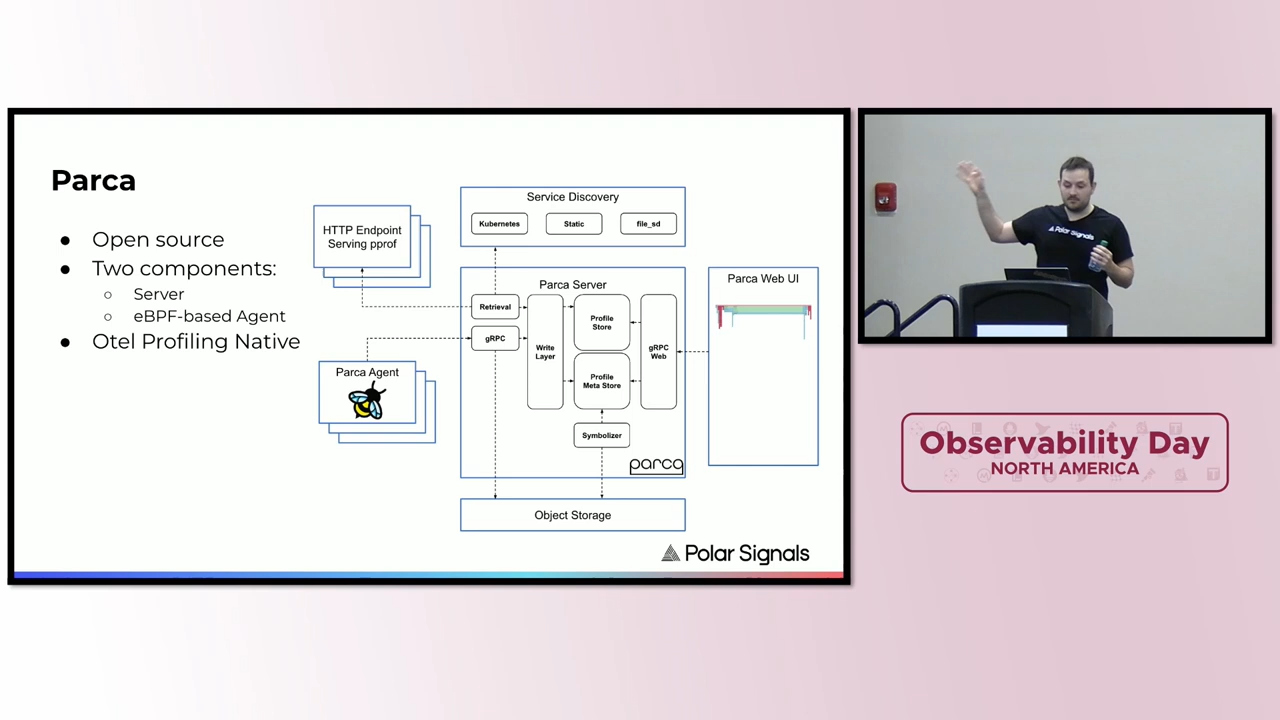 Parca
● Open source
● Two components:
○ Server
○ eBPF-based Agent
● Otel Profiling Native
HTTP Endpoint
Serving pprof
Parca Agent
Service Discovery
Kubernetes
Static
file_sd
Parca Server
Retrieval
gRPC
Write
Layer
Profile
Store
Profile
Meta Store
gRPC
Web
Symbolizer
parca
Object Storage
Parca Web UI
Polar Signals
Polar Signals
Observability Day
NORTH AMERICA